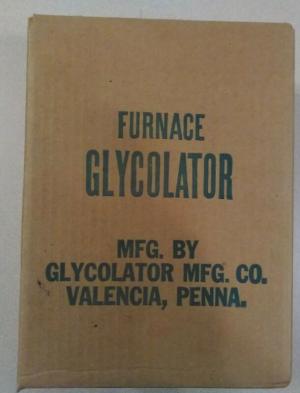 FURNACE
GLYCOLATOR
MFG. BY
GLYCOLATOR MFG. CO.
VALENCIA, PENNA.